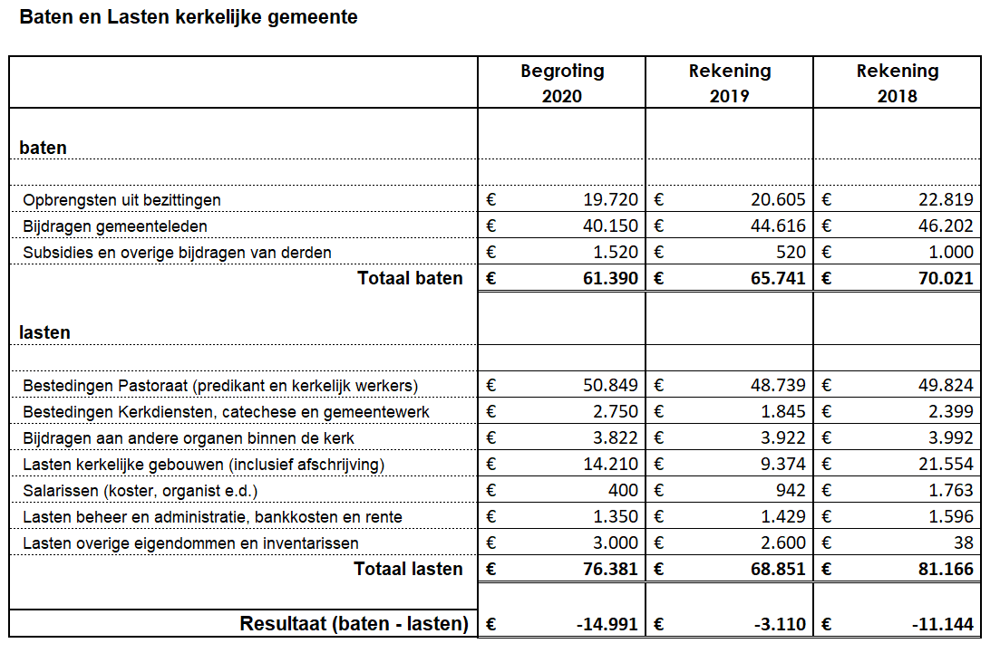 Baten en Lasten kerkelijke gemeente
Begroting Rekening Rekening
2020 2019 2018
baten
Opbrengsten uit bezittingen € 19.720 € 20.605 € 22.819
Bijdragen gemeenteleden € 40.150 € 44.616 € 46.202
Subsidies en overige bijdragen van derden € 1.520 € 520 € 1.000
Totaal baten € 61.390 € 65.741 € 70.021
lasten
Bestedingen Pastoraat (predikant en kerkelijk werkers) € 50.849 € 48.739 € 49.824
Bestedingen Kerkdiensten, catechese en gemeentewerk € 2.750 € 1.845 € 2.399
Bijdragen aan andere organen binnen de kerk € 3.822 € 3.922 € 3.992
Lasten kerkelijke gebouwen (inclusief afschrijving) € 14.210 € 9.374 € 21.554
Salarissen (koster, organist e.d.) € 400 € 942 € 1.763
Lasten beheer en administratie, bankkosten en rente € 1.350 € 1.429 € 1.596
Lasten overige eigendommen en inventarissen € 3.000 € 2.600 € 38
Totaal lasten € 76.381 € 68.851 € 81.166
Resultaat (baten - lasten) € -14.991 € -3.110 € -11.144